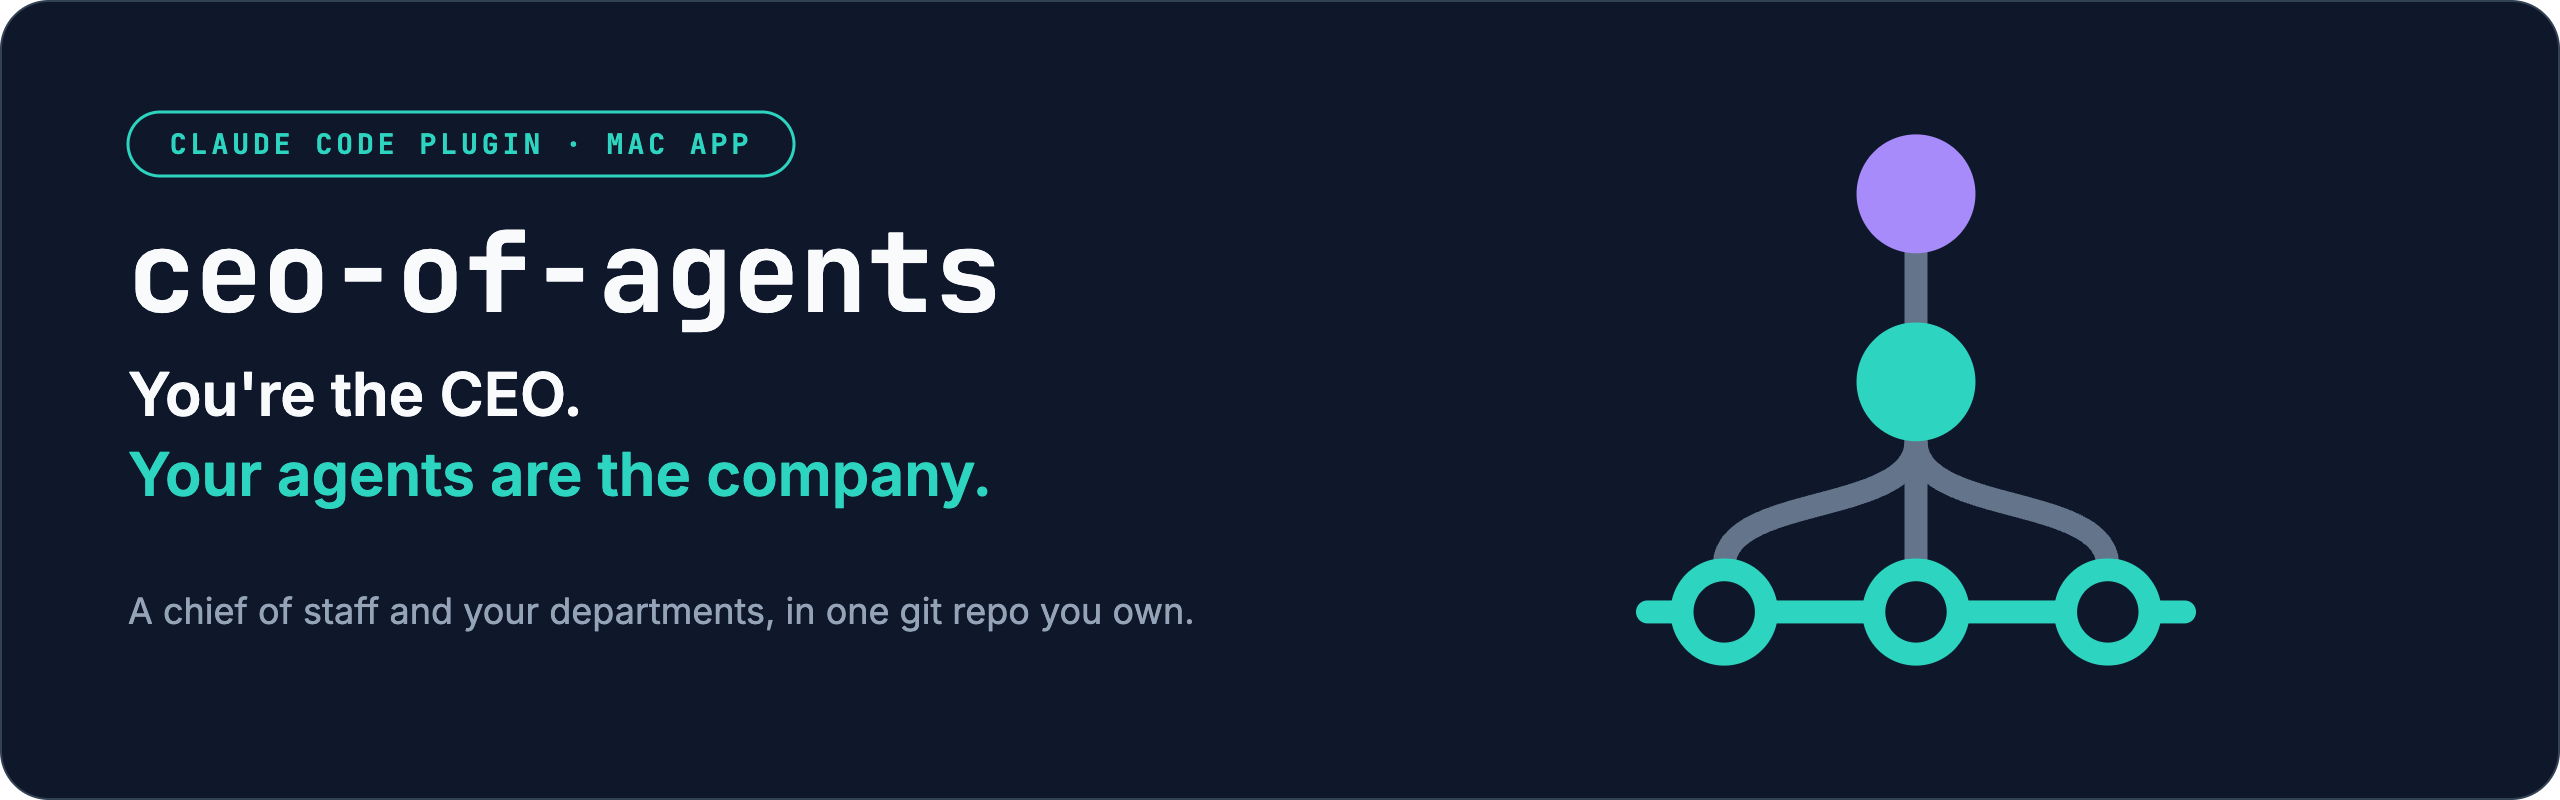 CLAUDE CODE PLUGIN · MAC APP
ceo-of-agents
You're the CEO.
Your agents are the company.
A chief of staff and your departments, in one git repo you own.